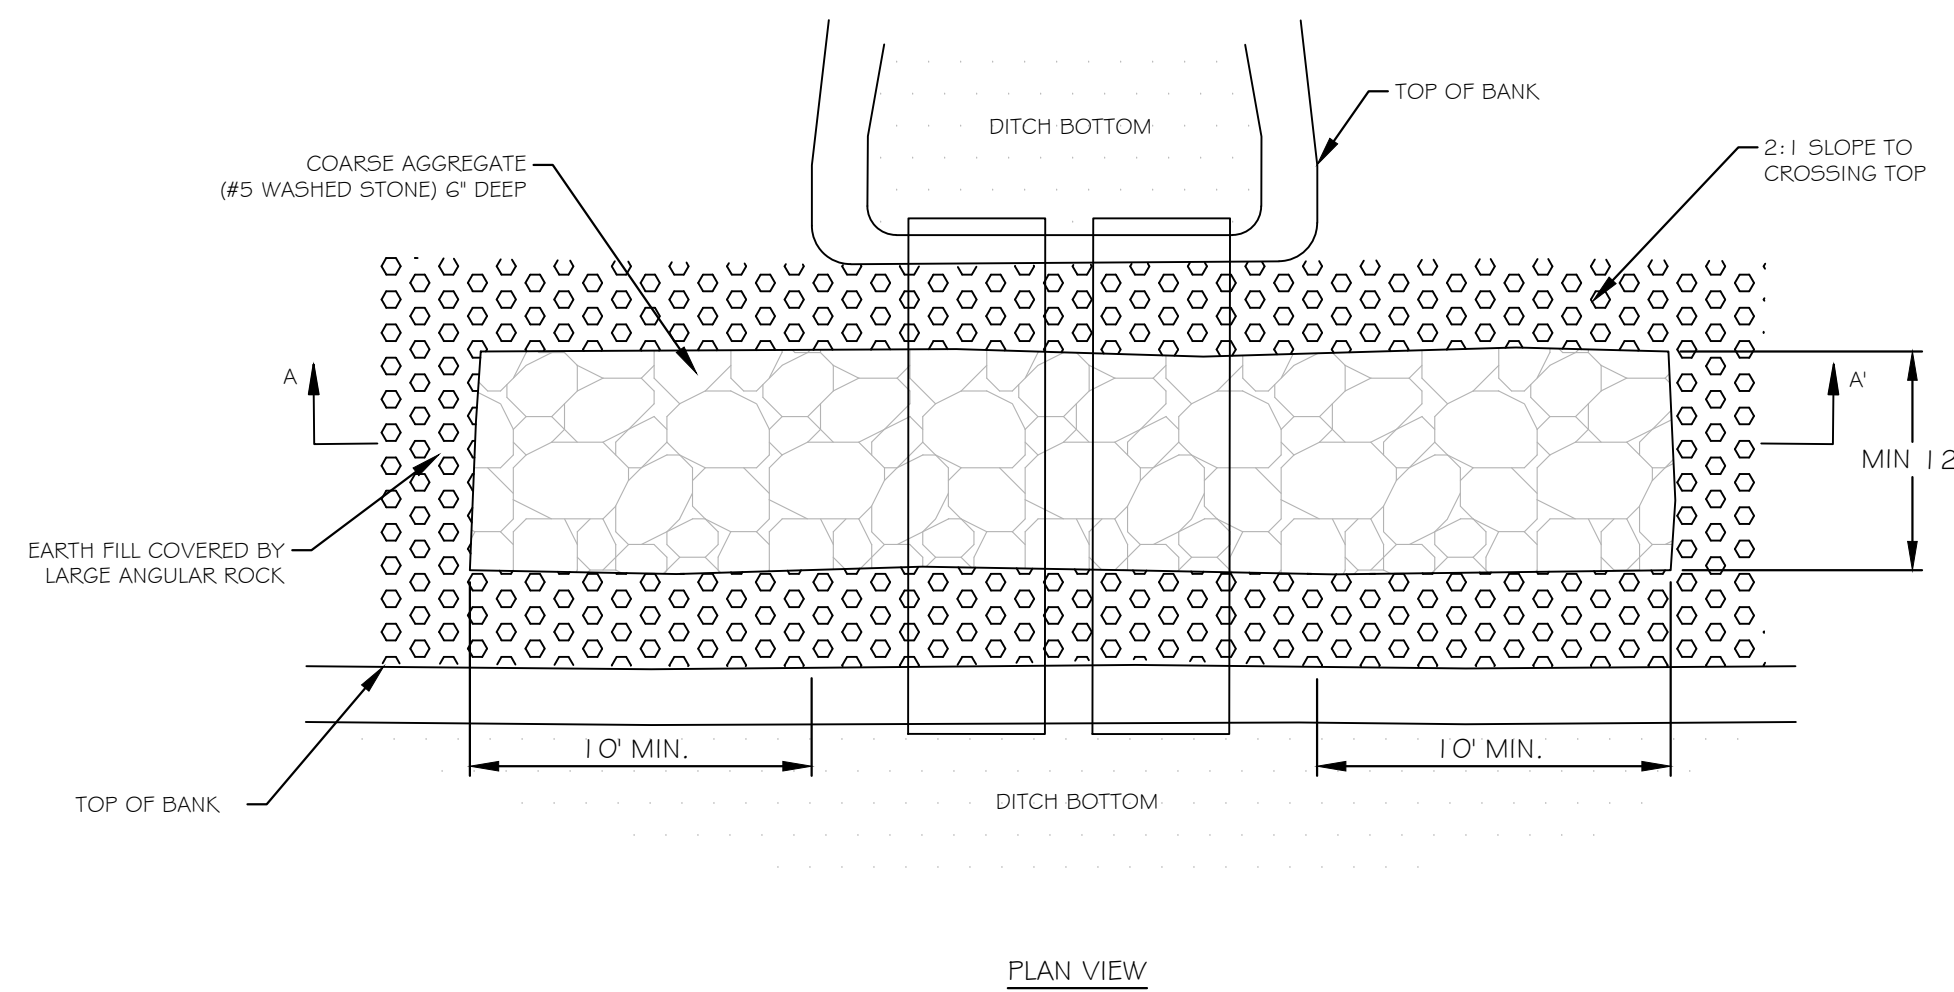 TOP OF BANK
DITCH BOTTOM
2:1 SLOPE TO
CROSSING TOP
COARSE AGGREGATE
(#5 WASHED STONE) 6" DEEP
A
A'
MIN 12
EARTH FILL COVERED BY
LARGE ANGULAR ROCK
10' MIN.
10' MIN.
TOP OF BANK
DITCH BOTTOM
PLAN VIEW